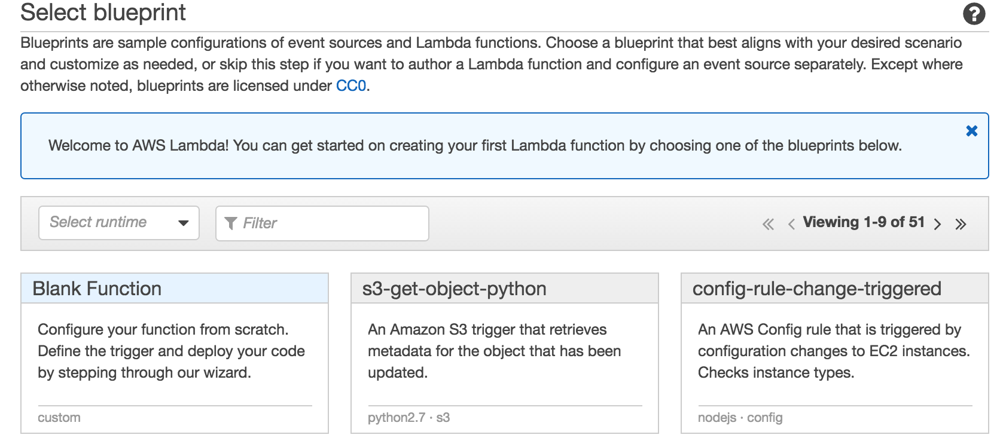 Select blueprint
Blueprints are sample configurations of event sources and Lambda functions. Choose a blueprint that best aligns with your desired scenario
and customize as needed, or skip this step if you want to author a Lambda function and configure an event source separately. Except where
otherwise noted, blueprints are licensed under CC0.
Welcome to AWS Lambda! You can get started on creating your first Lambda function by choosing one of the blueprints below.
Select runtime
Filter
« ‹ Viewing 1-9 of 51 › »
Blank Function
Configure your function from scratch.
Define the trigger and deploy your code
by stepping through our wizard.
custom
s3-get-object-python
An Amazon S3 trigger that retrieves
metadata for the object that has been
updated.
python2.7 · s3
config-rule-change-triggered
An AWS Config rule that is triggered by
configuration changes to EC2 instances.
Checks instance types.
nodejs · config